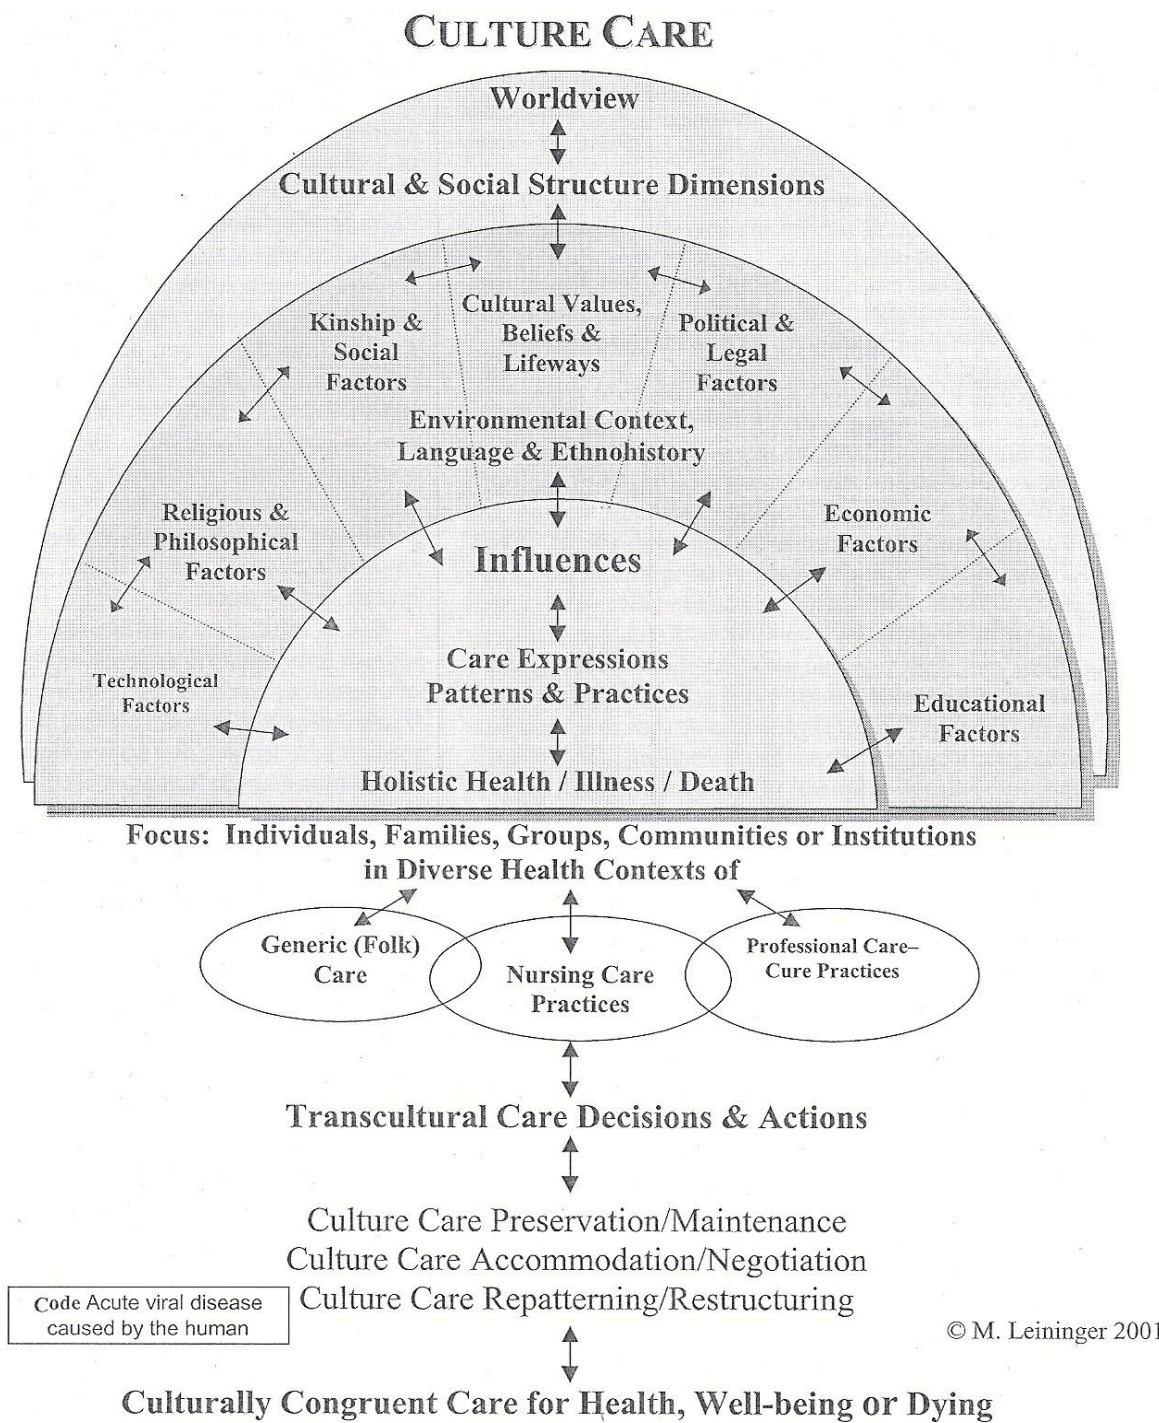 CULTURE CARE
Worldview
Cultural & Social Structure Dimensions
Cultural Values,
Beliefs &
Lifeways
Kinship &
Social
Factors
Political &
Legal
Factors
Environmental Context,
Language & Ethnohistory
Religious &
Philosophical
Factors
Economic
Factors
Influences
Care Expressions
Patterns & Practices
Technological
Factors
Educational
Factors
Holistic Health / Illness / Death
Focus: Individuals, Families, Groups, Communities or Institutions
in Diverse Health Contexts of
Generic (Folk)
Care
Nursing Care
Practices
Professional Care–
Cure Practices
Transcultural Care Decisions & Actions
Culture Care Preservation/Maintenance
Culture Care Accommodation/Negotiation
Culture Care Repatterning/Restructuring
Code Acute viral disease
caused by the human
© M. Leininger 2001
Culturally Congruent Care for Health, Well-being or Dying